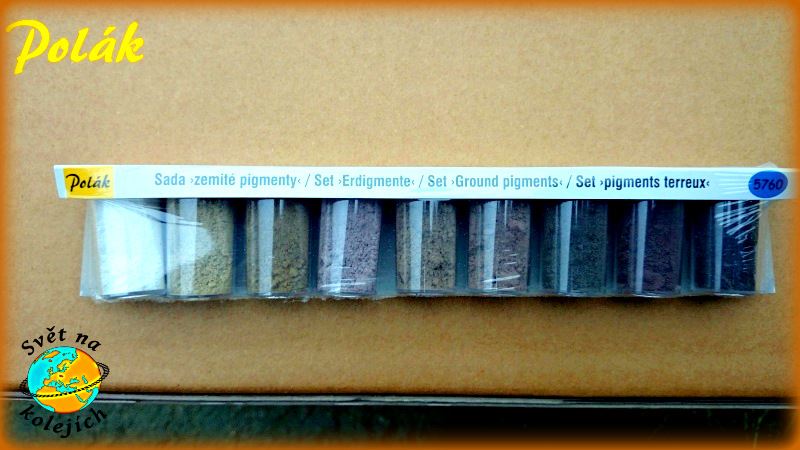 Polák
Polák
Sada ›zemité pigmenty‹ / Set ›Erdigmente‹ / Set ›Ground pigments‹ / Set ›pigments terreux‹
5760
Svět na
kolejích